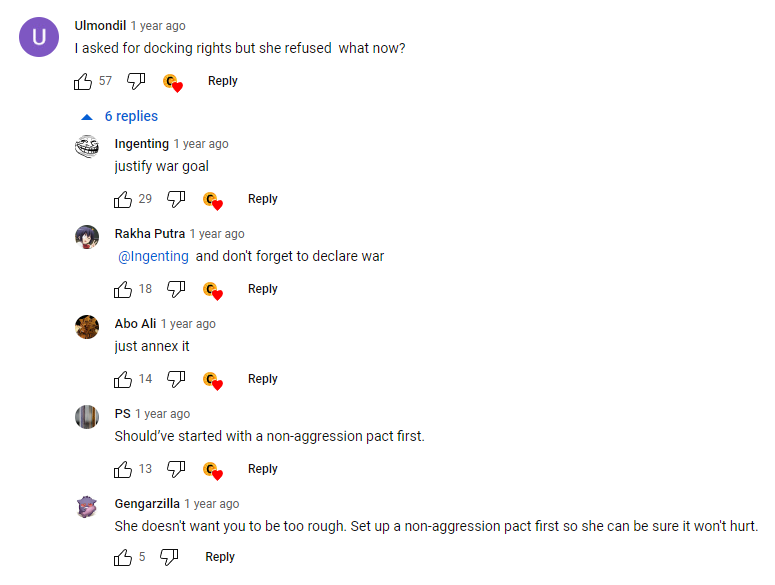 U
Ulmondil 1 year ago
I asked for docking rights but she refused  what now?
57 C Reply
6 replies
Ingenting 1 year ago
justify war goal
29 C Reply
Rakha Putra 1 year ago
@Ingenting  and don't forget to declare war
18 C Reply
Abo Ali 1 year ago
just annex it
14 C Reply
PS 1 year ago
Should’ve started with a non-aggression pact first.
13 C Reply
Gengarzilla 1 year ago
She doesn't want you to be too rough. Set up a non-aggression pact first so she can be sure it won't hurt.
5 Reply